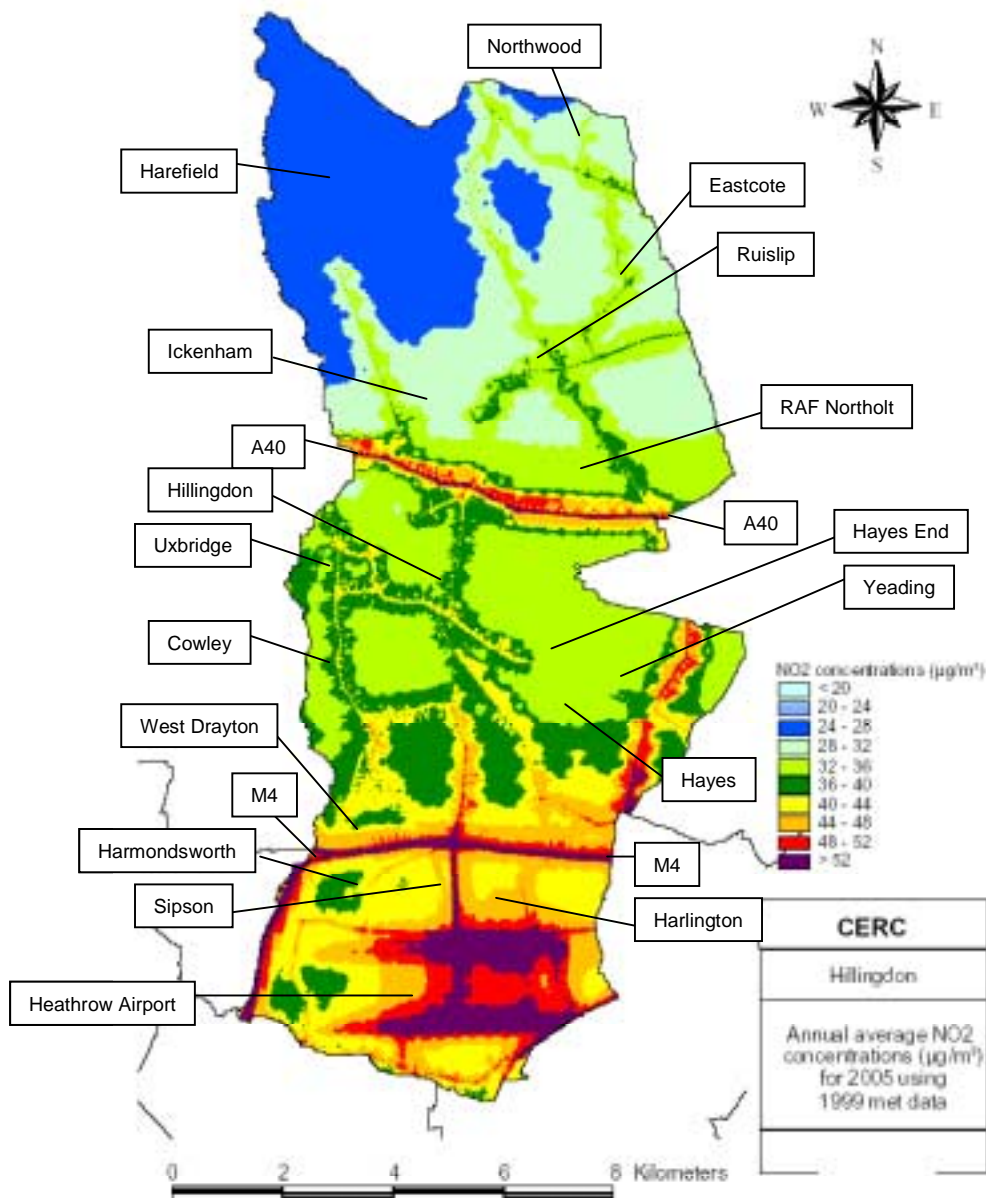 Northwood
N
W
E
S
Harefield
Eastcote
Ruislip
Ickenham
RAF Northolt
A40
Hillingdon
A40
Uxbridge
Hayes End
Yeading
Cowley
NO2 concentrations (µg/m³)
< 20
20 - 24
24 - 28
28 - 32
32 - 36
36 - 40
40 - 44
44 - 48
48 - 52
> 52
West Drayton
Hayes
M4
Harmondsworth
M4
Sipson
Harlington
CERC
Hillingdon
Heathrow Airport
Annual average NO2
concentrations (µg/m³)
for 2005 using
1999 met data
0 2 4 6 8 Kilometers